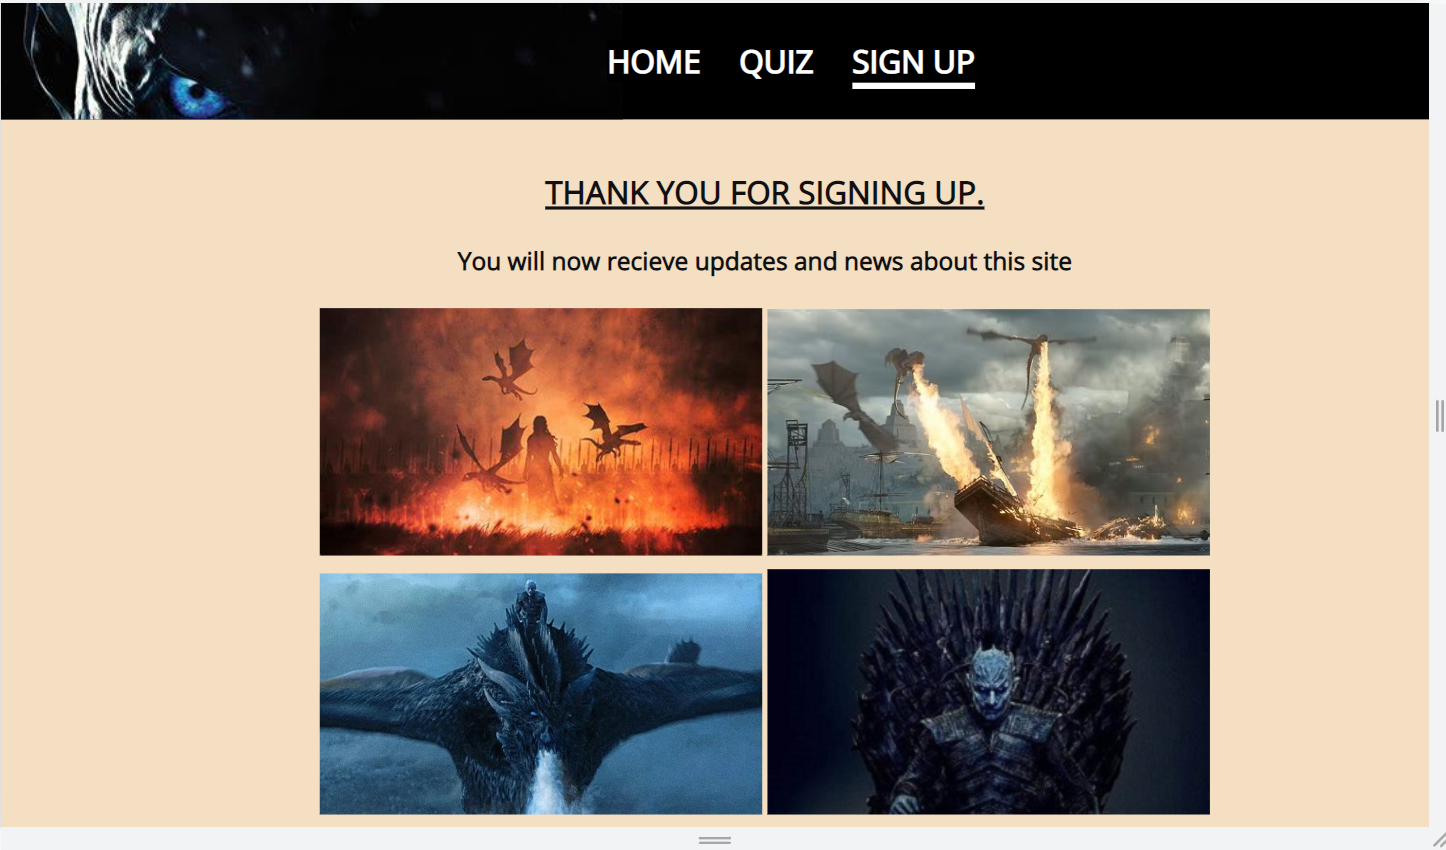 HOME QUIZ SIGN UP
THANK YOU FOR SIGNING UP.
You will now recieve updates and news about this site